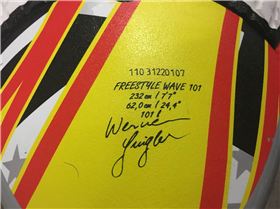 110 31220107
FREESTYLE WAVE 101
232 cm / 7'7"
62,0 cm / 24,4"
101 l
Werner
Gnigler